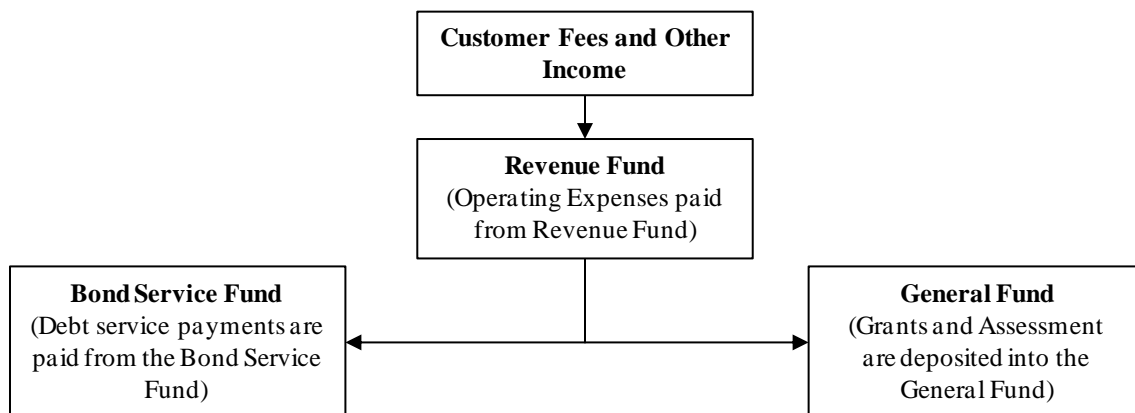 Customer Fees and Other
Income
Revenue Fund
(Operating Expenses paid
from Revenue Fund)
Bond Service Fund
(Debt service payments are
paid from the Bond Service
Fund)
General Fund
(Grants and Assessment
are deposited into the
General Fund)